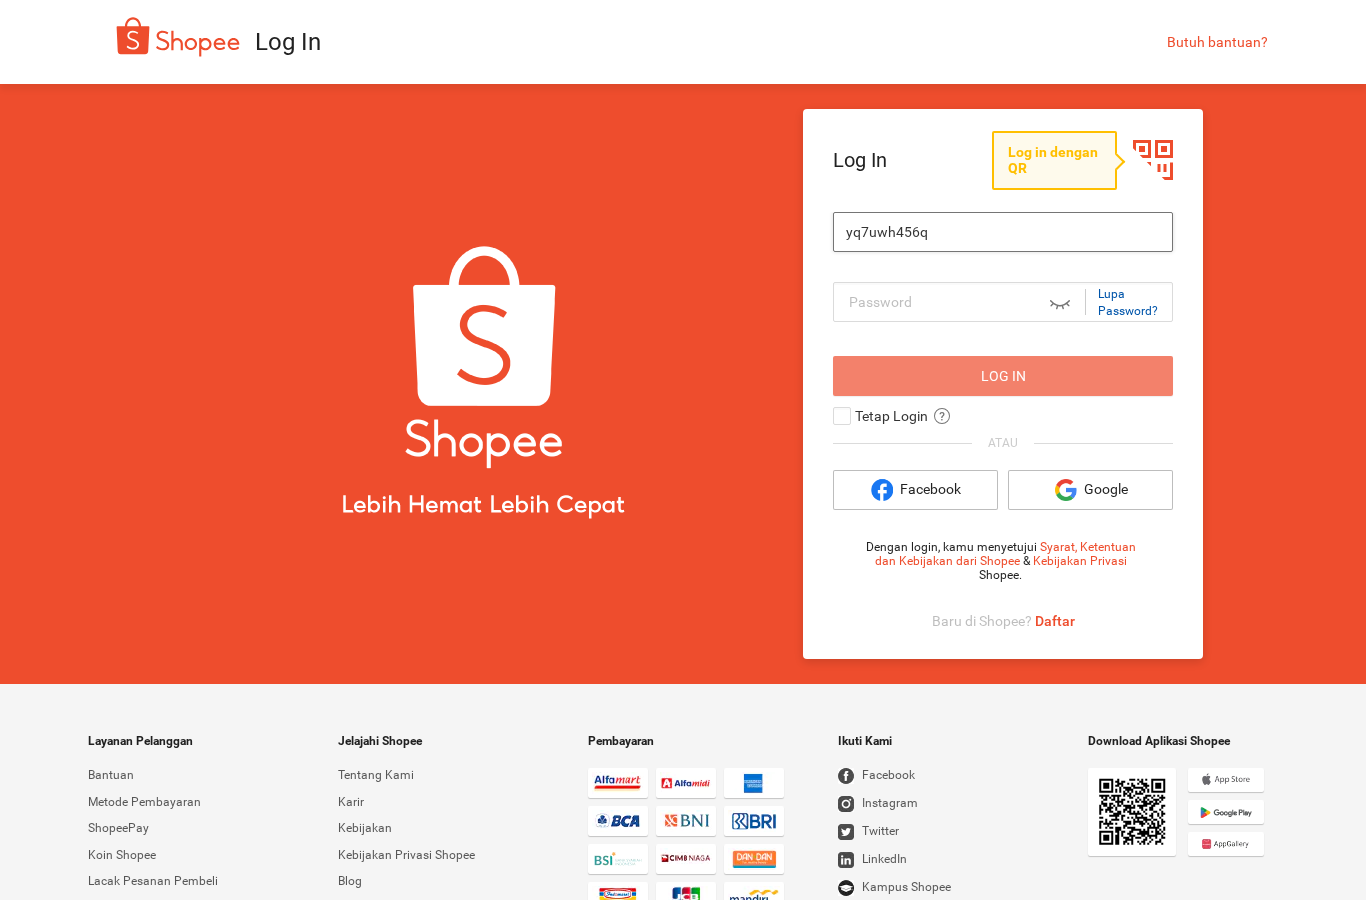 Shopee Log In
Butuh bantuan?
Log In
Log in dengan
QR
yq7uwh456q
Password
Lupa
Password?
LOG IN
Tetap Login ?
ATAU
Facebook
Google
Dengan login, kamu menyetujui Syarat, Ketentuan
dan Kebijakan dari Shopee & Kebijakan Privasi
Shopee.
Baru di Shopee? Daftar
Shopee
Lebih Hemat Lebih Cepat
Layanan Pelanggan
Bantuan
Metode Pembayaran
ShopeePay
Koin Shopee
Lacak Pesanan Pembeli
Jelajahi Shopee
Tentang Kami
Karir
Kebijakan
Kebijakan Privasi Shopee
Blog
Pembayaran
Alfamart
Alfamidi
BCA
BNI
BRI
BSI
CIMB NIAGA
DAN DAN
Indomaret
JCB
mandiri
Ikuti Kami
Facebook
Instagram
Twitter
LinkedIn
Kampus Shopee
Download Aplikasi Shopee
App Store
Google Play
AppGallery